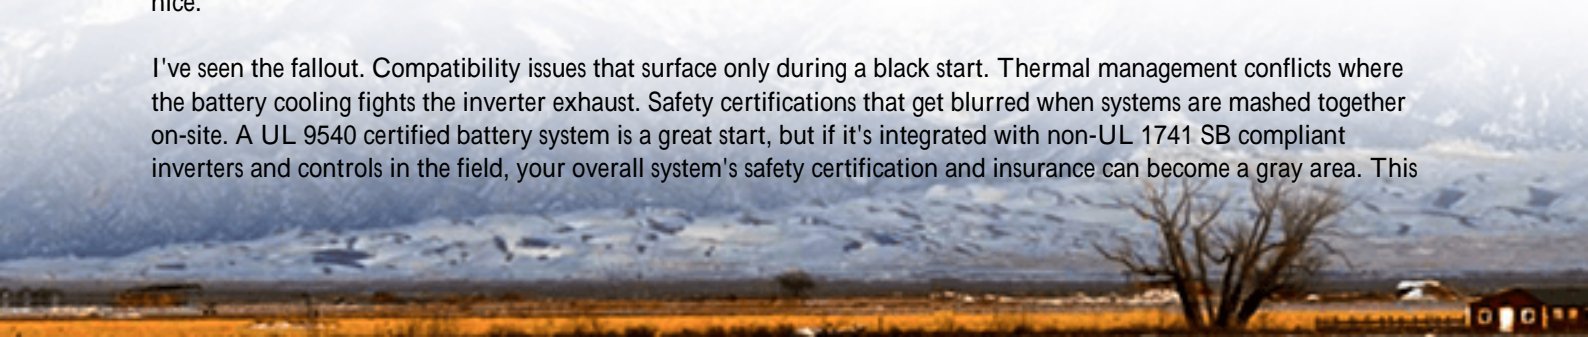 nice.
I've seen the fallout. Compatibility issues that surface only during a black start. Thermal management conflicts where
the battery cooling fights the inverter exhaust. Safety certifications that get blurred when systems are mashed together
on-site. A UL 9540 certified battery system is a great start, but if it's integrated with non-UL 1741 SB compliant
inverters and controls in the field, your overall system's safety certification and insurance can become a gray area. This